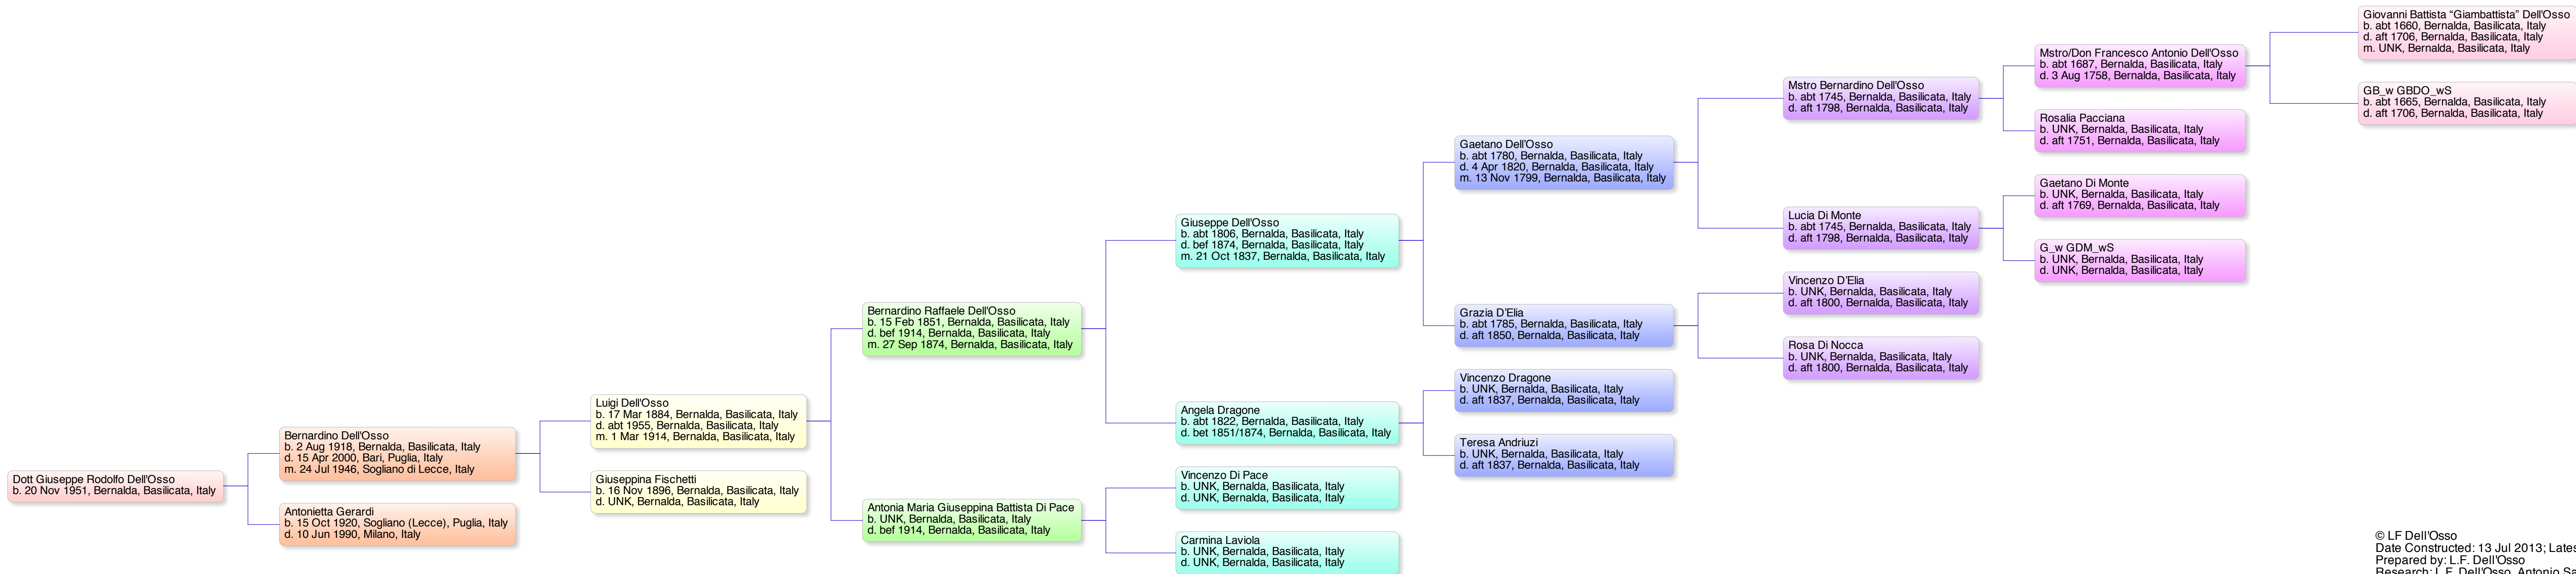 Dott Giuseppe Rodolfo Dell'Osso
b. 20 Nov 1951, Bernalda, Basilicata, Italy
Bernardino Dell'Osso
b. 2 Aug 1918, Bernalda, Basilicata, Italy
d. 15 Apr 2000, Bari, Puglia, Italy
m. 24 Jul 1946, Sogliano di Lecce, Italy
Antonietta Gerardi
b. 15 Oct 1920, Sogliano (Lecce), Puglia, Italy
d. 10 Jun 1990, Milano, Italy
Luigi Dell'Osso
b. 17 Mar 1884, Bernalda, Basilicata, Italy
d. abt 1955, Bernalda, Basilicata, Italy
m. 1 Mar 1914, Bernalda, Basilicata, Italy
Giuseppina Fischetti
b. 16 Nov 1896, Bernalda, Basilicata, Italy
d. UNK, Bernalda, Basilicata, Italy
Bernardino Raffaele Dell'Osso
b. 15 Feb 1851, Bernalda, Basilicata, Italy
d. bef 1914, Bernalda, Basilicata, Italy
m. 27 Sep 1874, Bernalda, Basilicata, Italy
Antonia Maria Giuseppina Battista Di Pace
b. UNK, Bernalda, Basilicata, Italy
d. bef 1914, Bernalda, Basilicata, Italy
Giuseppe Dell'Osso
b. abt 1806, Bernalda, Basilicata, Italy
d. bef 1874, Bernalda, Basilicata, Italy
m. 21 Oct 1837, Bernalda, Basilicata, Italy
Angela Dragone
b. abt 1822, Bernalda, Basilicata, Italy
d. bet 1851/1874, Bernalda, Basilicata, Italy
Vincenzo Di Pace
b. UNK, Bernalda, Basilicata, Italy
d. UNK, Bernalda, Basilicata, Italy
Carmina Laviola
b. UNK, Bernalda, Basilicata, Italy
d. UNK, Bernalda, Basilicata, Italy
Gaetano Dell'Osso
b. abt 1780, Bernalda, Basilicata, Italy
d. 4 Apr 1820, Bernalda, Basilicata, Italy
m. 13 Nov 1799, Bernalda, Basilicata, Italy
Grazia D'Elia
b. abt 1785, Bernalda, Basilicata, Italy
d. aft 1850, Bernalda, Basilicata, Italy
Vincenzo Dragone
b. UNK, Bernalda, Basilicata, Italy
d. aft 1837, Bernalda, Basilicata, Italy
Teresa Andriuzi
b. UNK, Bernalda, Basilicata, Italy
d. aft 1837, Bernalda, Basilicata, Italy
Mstro Bernardino Dell'Osso
b. abt 1745, Bernalda, Basilicata, Italy
d. aft 1798, Bernalda, Basilicata, Italy
Lucia Di Monte
b. abt 1745, Bernalda, Basilicata, Italy
d. aft 1798, Bernalda, Basilicata, Italy
Vincenzo D'Elia
b. UNK, Bernalda, Basilicata, Italy
d. aft 1800, Bernalda, Basilicata, Italy
Rosa Di Nocca
b. UNK, Bernalda, Basilicata, Italy
d. aft 1800, Bernalda, Basilicata, Italy
Mstro/Don Francesco Antonio Dell'Osso
b. abt 1687, Bernalda, Basilicata, Italy
d. 3 Aug 1758, Bernalda, Basilicata, Italy
Rosalia Pacciana
b. UNK, Bernalda, Basilicata, Italy
d. aft 1751, Bernalda, Basilicata, Italy
Gaetano Di Monte
b. UNK, Bernalda, Basilicata, Italy
d. aft 1769, Bernalda, Basilicata, Italy
G_w GDM_wS
b. UNK, Bernalda, Basilicata, Italy
d. UNK, Bernalda, Basilicata, Italy
Giovanni Battista “Giambattista” Dell'Osso
b. abt 1660, Bernalda, Basilicata, Italy
d. aft 1706, Bernalda, Basilicata, Italy
m. UNK, Bernalda, Basilicata, Italy
GB_w GBDO_wS
b. abt 1665, Bernalda, Basilicata, Italy
d. aft 1706, Bernalda, Basilicata, Italy
© LF Dell'Osso
Date Constructed: 13 Jul 2013;
Prepared by: L.F. Dell'Osso
Research: L.F. Dell'Osso, Antonio